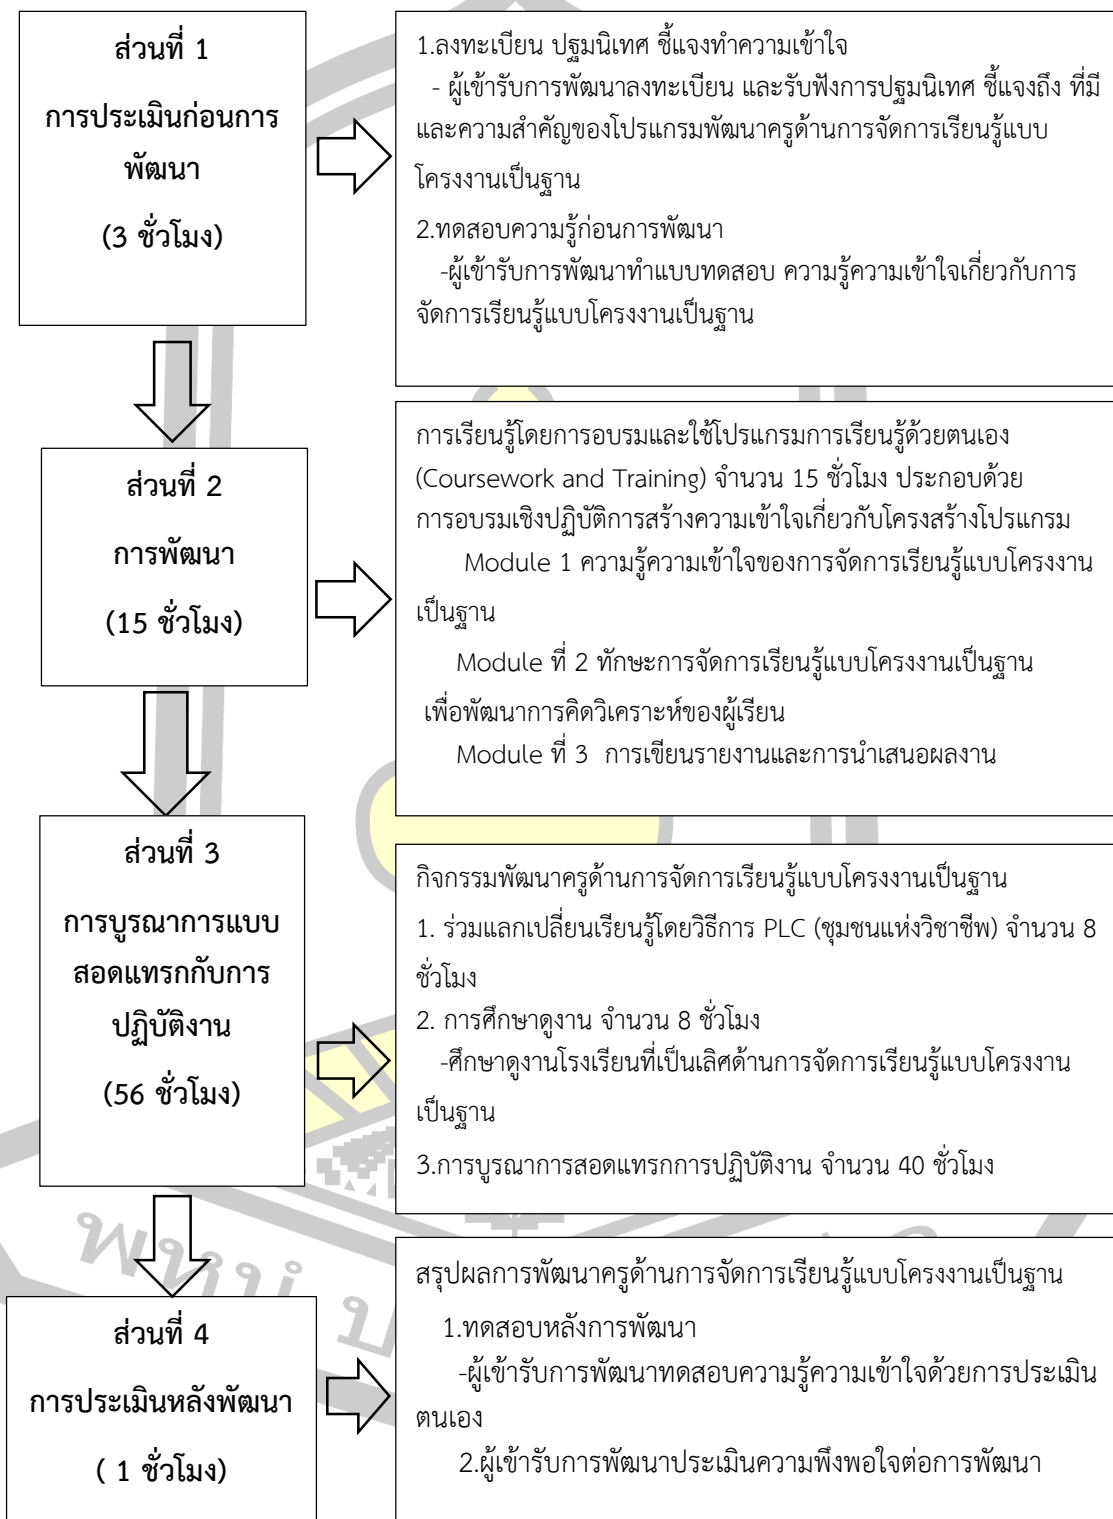 ส่วนที่ 1
การประเมินก่อนการ
พัฒนา
(3 ชั่วโมง)
1.ลงทะเบียน ปฐมนิเทศ ชี้แจงทำความเข้าใจ
- ผู้เข้ารับการพัฒนาลงทะเบียน และรับฟังการปฐมนิเทศ ชี้แจงถึง ที่มี
และความสำคัญของโปรแกรมพัฒนาครูด้านการจัดการเรียนรู้แบบ
โครงงานเป็นฐาน
2.ทดสอบความรู้ก่อนการพัฒนา
-ผู้เข้ารับการพัฒนาทำแบบทดสอบ ความรู้ความเข้าใจเกี่ยวกับการ
จัดการเรียนรู้แบบโครงงานเป็นฐาน
ส่วนที่ 2
การพัฒนา
(15 ชั่วโมง)
การเรียนรู้โดยการอบรมและใช้โปรแกรมการเรียนรู้ด้วยตนเอง
(Coursework and Training) จำนวน 15 ชั่วโมง ประกอบด้วย
การอบรมเชิงปฏิบัติการสร้างความเข้าใจเกี่ยวกับโครงสร้างโปรแกรม
Module 1 ความรู้ความเข้าใจของการจัดการเรียนรู้แบบโครงงาน
เป็นฐาน
Module ที่ 2 ทักษะการจัดการเรียนรู้แบบโครงงานเป็นฐาน
เพื่อพัฒนาการคิดวิเคราะห์ของผู้เรียน
Module ที่ 3 การเขียนรายงานและการนำเสนอผลงาน
ส่วนที่ 3
การบูรณาการแบบ
สอดแทรกกับการ
ปฏิบัติงาน
(56 ชั่วโมง)
กิจกรรมพัฒนาครูด้านการจัดการเรียนรู้แบบโครงงานเป็นฐาน
1. ร่วมแลกเปลี่ยนเรียนรู้โดยวิธีการ PLC (ชุมชนแห่งวิชาชีพ) จำนวน 8
ชั่วโมง
2. การศึกษาดูงาน จำนวน 8 ชั่วโมง
-ศึกษาดูงานโรงเรียนที่เป็นเลิศด้านการจัดการเรียนรู้แบบโครงงาน
เป็นฐาน
3.การบูรณาการสอดแทรกการปฏิบัติงาน จำนวน 40 ชั่วโมง
พหูนํ ป
ส่วนที่ 4
การประเมินหลังพัฒนา
( 1 ชั่วโมง)
สรุปผลการพัฒนาครูด้านการจัดการเรียนรู้แบบโครงงานเป็นฐาน
1.ทดสอบหลังการพัฒนา
-ผู้เข้ารับการพัฒนาทดสอบความรู้ความเข้าใจด้วยการประเมิน
ตนเอง
2.ผู้เข้ารับการพัฒนาประเมินความพึงพอใจต่อการพัฒนา